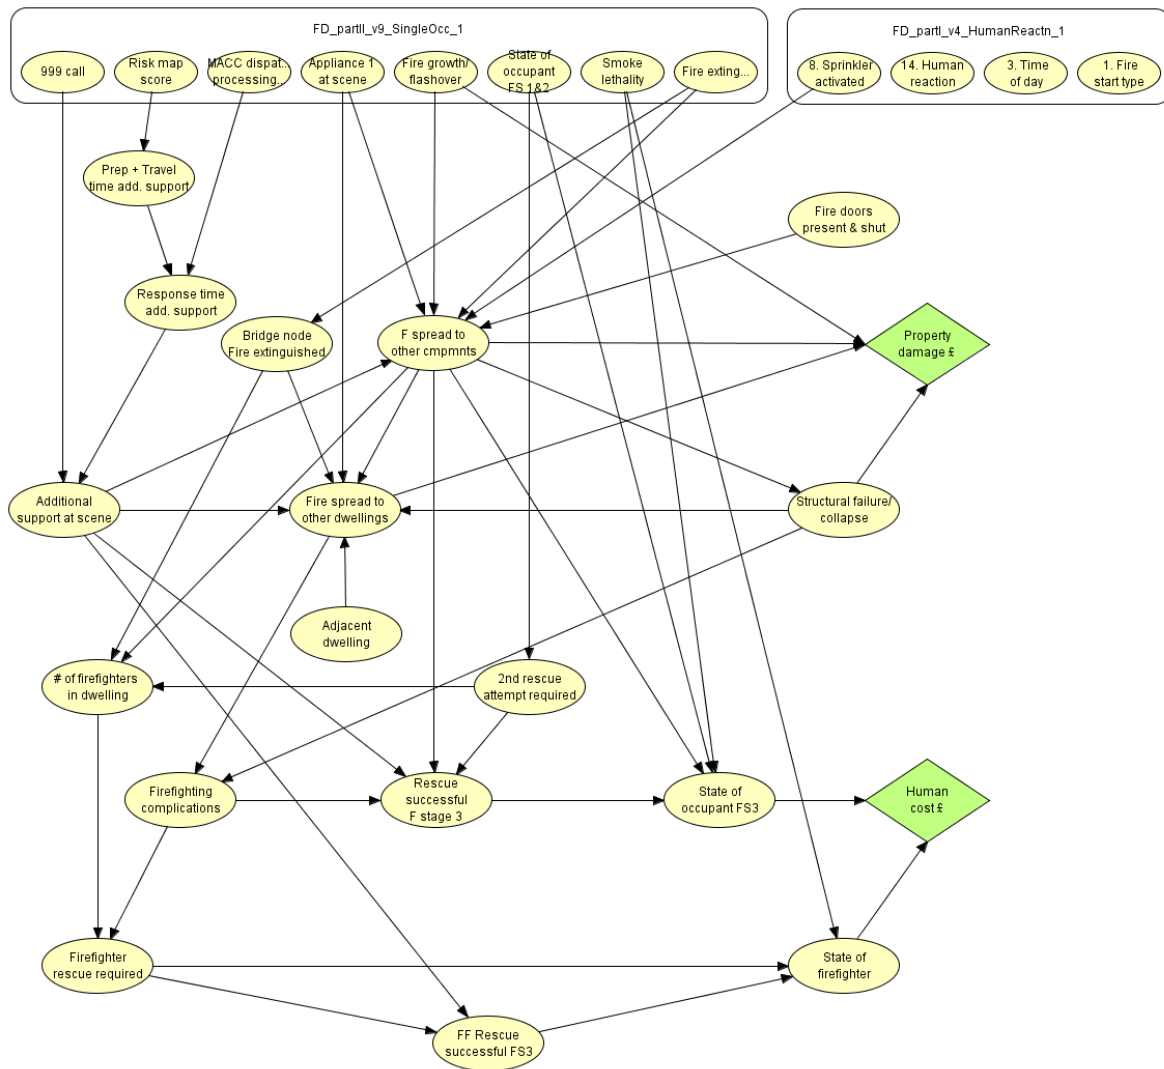 FD_partII_v9_SingleOcc_1
FD_partI_v4_HumanReactn_1
999 call
Risk map
score
MACC dispat...
processing...
Appliance 1
at scene
Fire growth/
flashover
State of
occupant
FS 1&2
Smoke
lethality
Fire exting...
8. Sprinkler
activated
14. Human
reaction
3. Time
of day
1. Fire
start type
Prep + Travel
time add. support
Fire doors
present & shut
Response time
add. support
Bridge node
Fire extinguished
F spread to
other cmpmnts
Property
damage £
Additional
support at scene
Fire spread to
other dwellings
Structural failure/
collapse
Adjacent
dwelling
# of firefighters
in dwelling
2nd rescue
attempt required
Firefighting
complications
Rescue
successful
F stage 3
State of
occupant FS3
Human
cost £
Firefighter
rescue required
State of
firefighter
FF Rescue
successful FS3